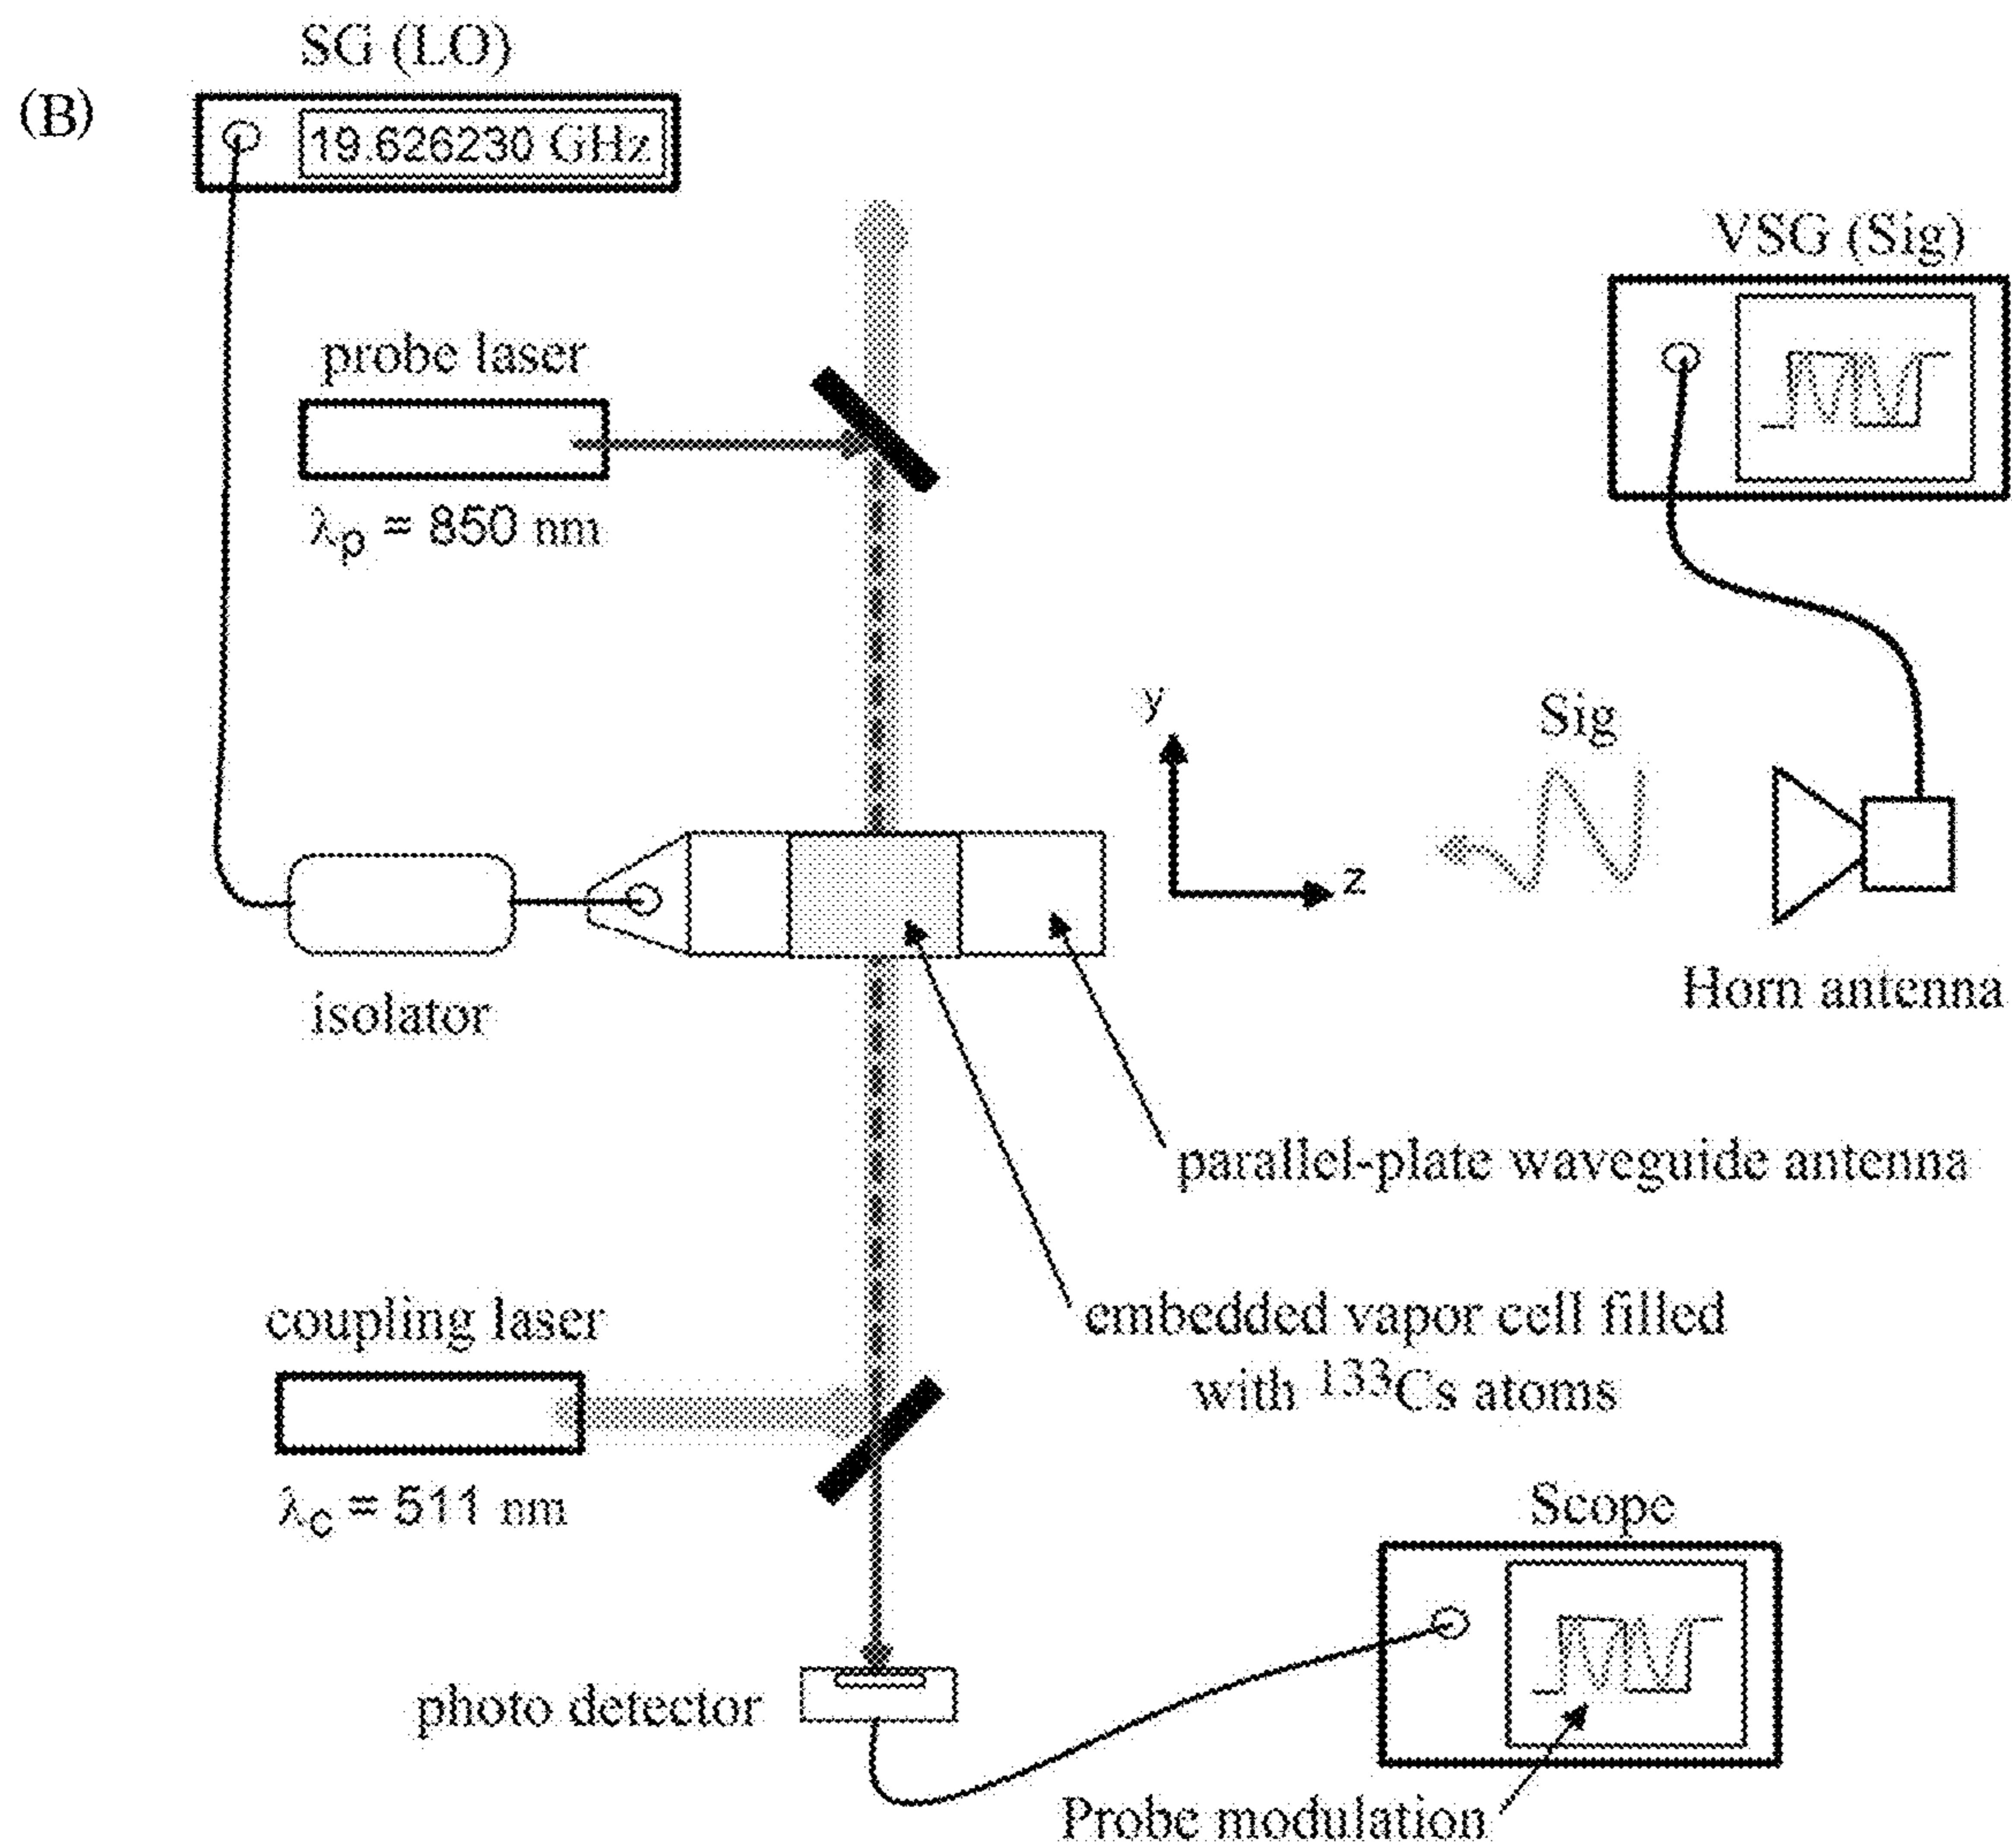 (B)
SG (LO)
19.626230 GHz
VSG (Sig)
probe laser
λp = 850 nm
y
z
Sig
Horn antenna
isolator
parallel-plate waveguide antenna
embedded vapor cell filled
with ¹³³Cs atoms
coupling laser
λc = 511 nm
Scope
photo detector
Probe modulation